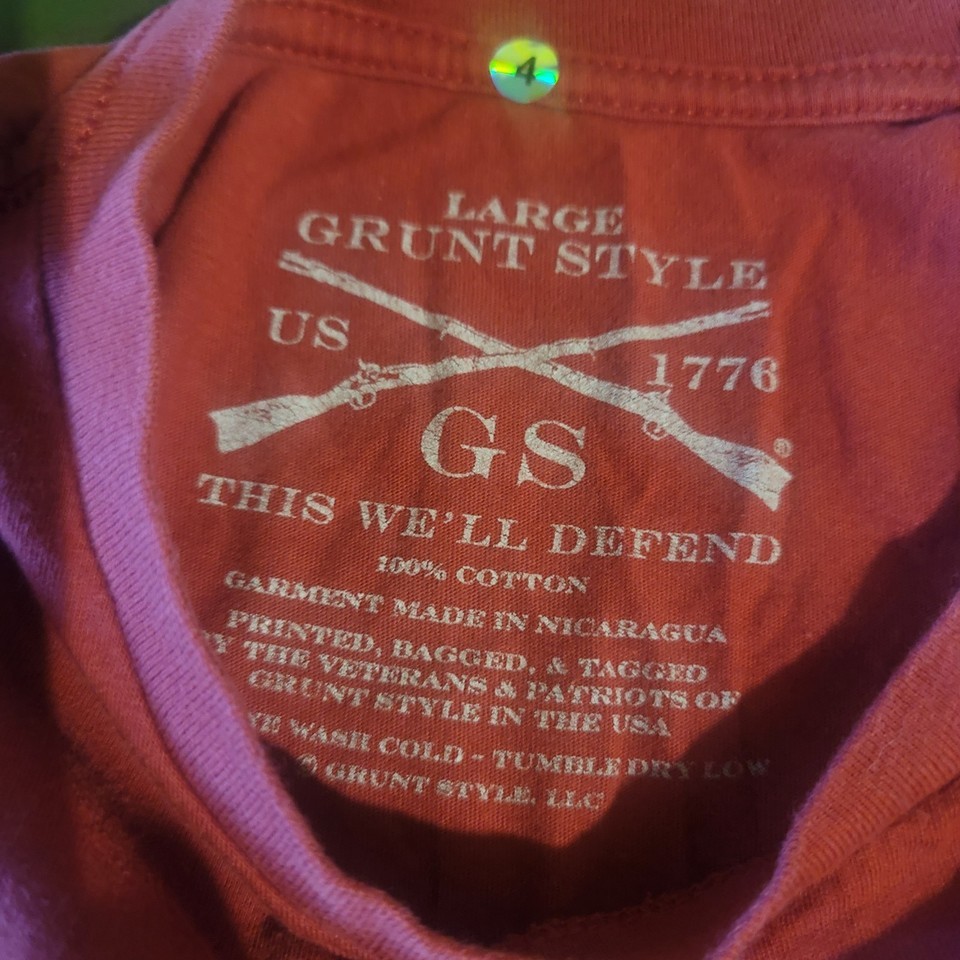 4
LARGE
GRUNT STYLE
US
1776
GS
®
THIS WE'LL DEFEND
100% COTTON
GARMENT MADE IN NICARAGUA
PRINTED, BAGGED, & TAGGED
THE VETERANS & PATRIOTS OF
GRUNT STYLE IN THE USA
WASH COLD - TUMBLE DRY LOW
© GRUNT STYLE, LLC